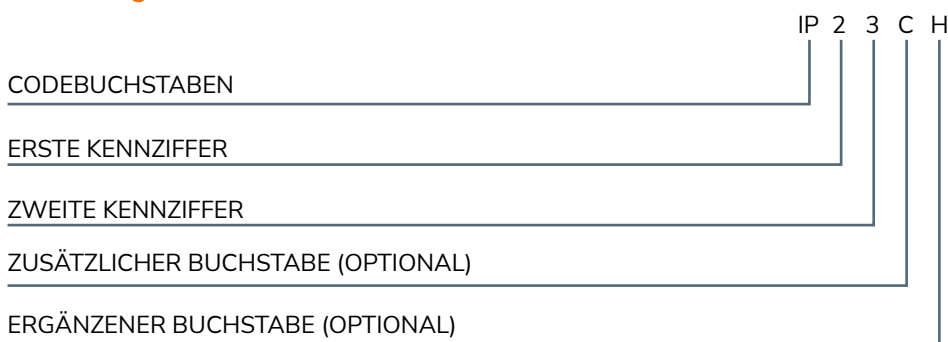 IP 2 3 C H
CODEBUCHSTABEN
ERSTE KENNZIFFER
ZWEITE KENNZIFFER
ZUSÄTZLICHER BUCHSTABE (OPTIONAL)
ERGÄNZENER BUCHSTABE (OPTIONAL)